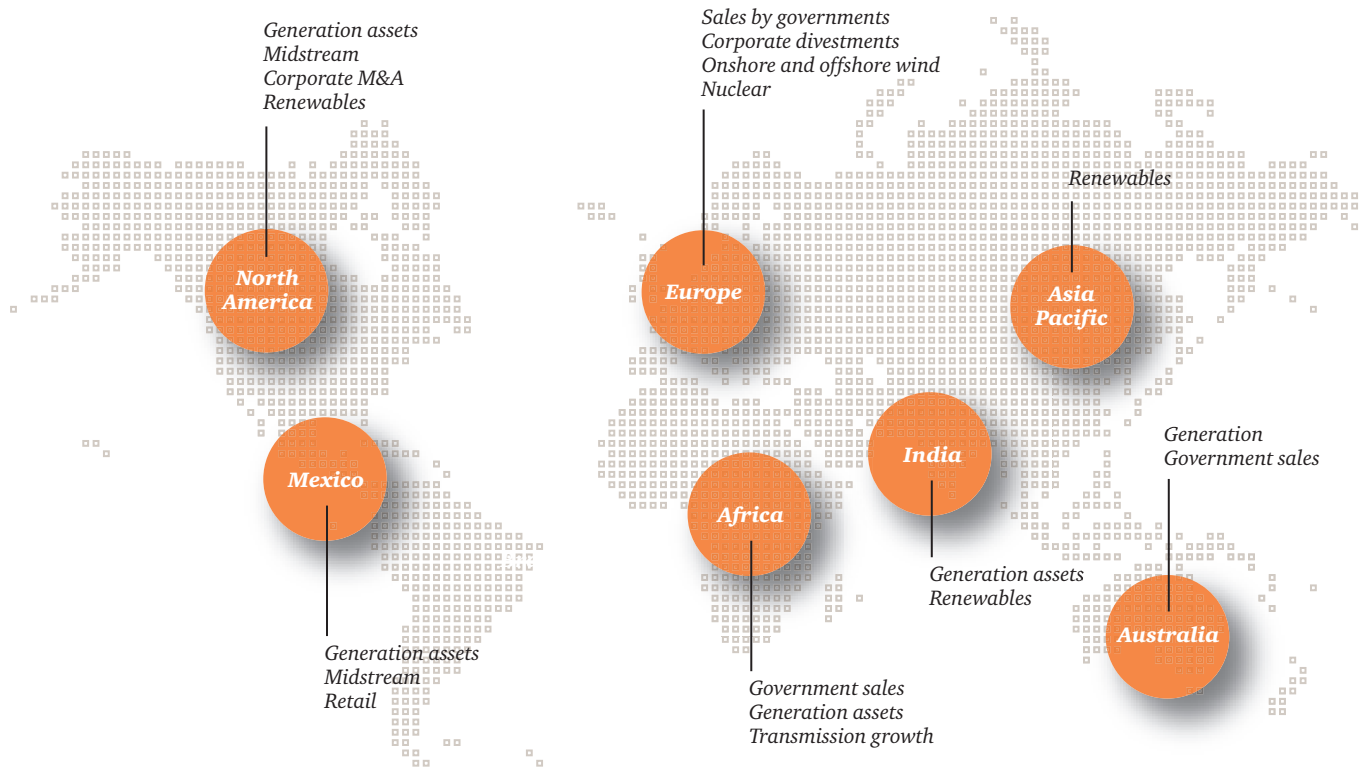 Generation assets
Midstream
Corporate M&A
Renewables
North
America
Sales by governments
Corporate divestments
Onshore and offshore wind
Nuclear
Europe
Renewables
Asia
Pacific
Mexico
Generation assets
Midstream
Retail
Africa
Government sales
Generation assets
Transmission growth
India
Generation assets
Renewables
Generation
Government sales
Australia